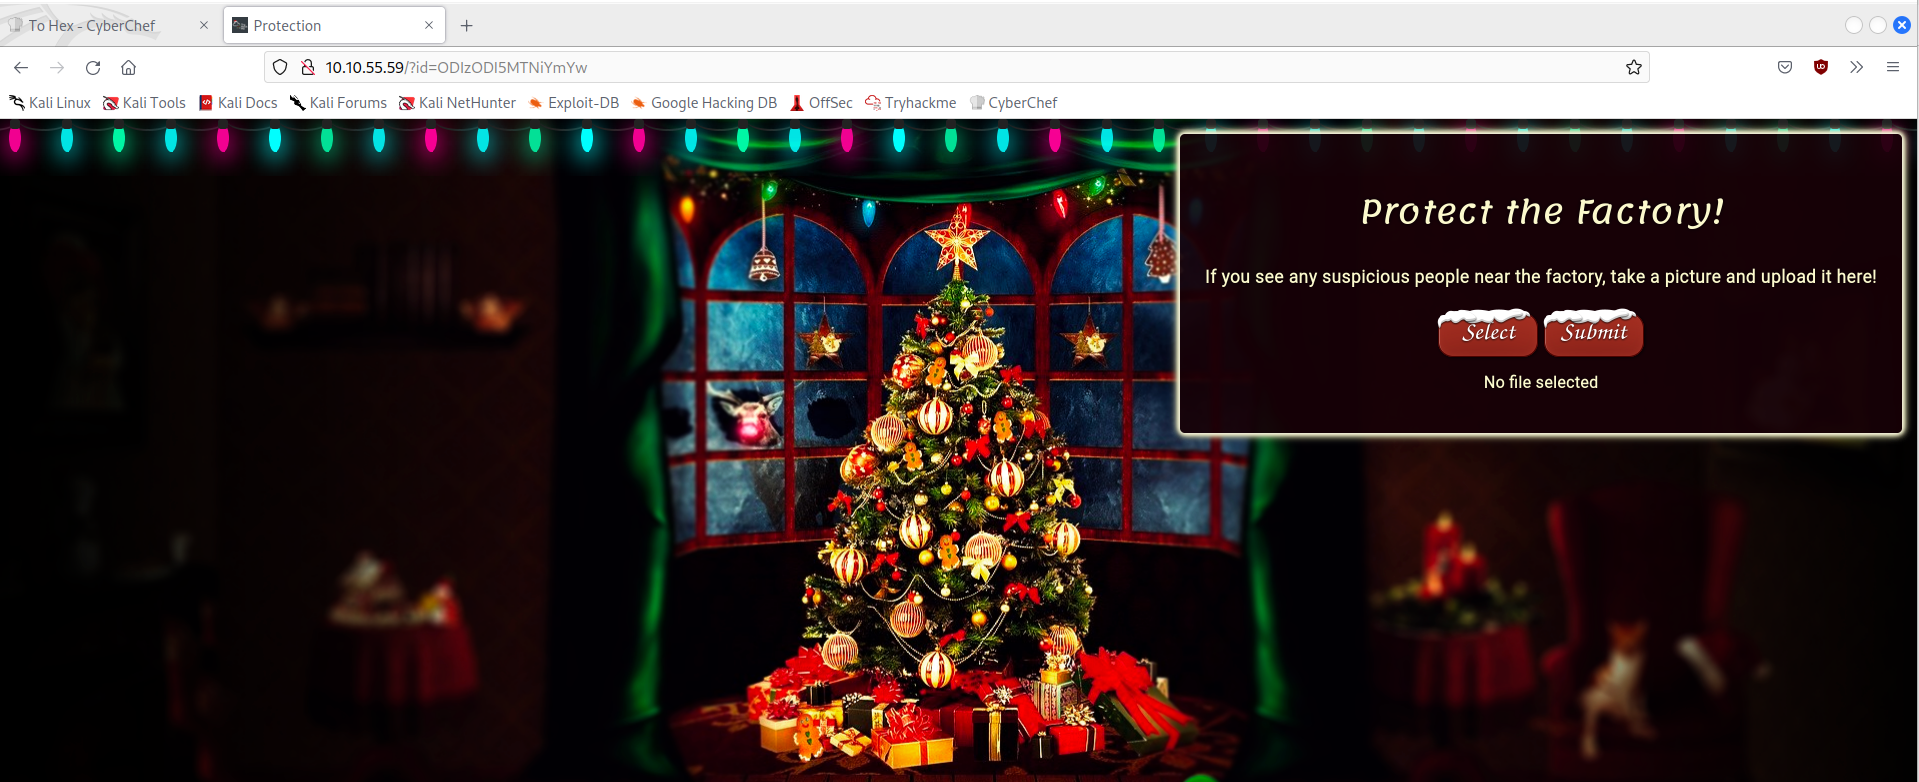 To Hex - CyberChef
Protection
10.10.55.59/?id=ODIzODI5MTNiYmYw
Kali Linux Kali Tools Kali Docs Kali Forums Kali NetHunter Exploit-DB Google Hacking DB OffSec Tryhackme CyberChef
Protect the Factory!
If you see any suspicious people near the factory, take a picture and upload it here!
Select Submit
No file selected